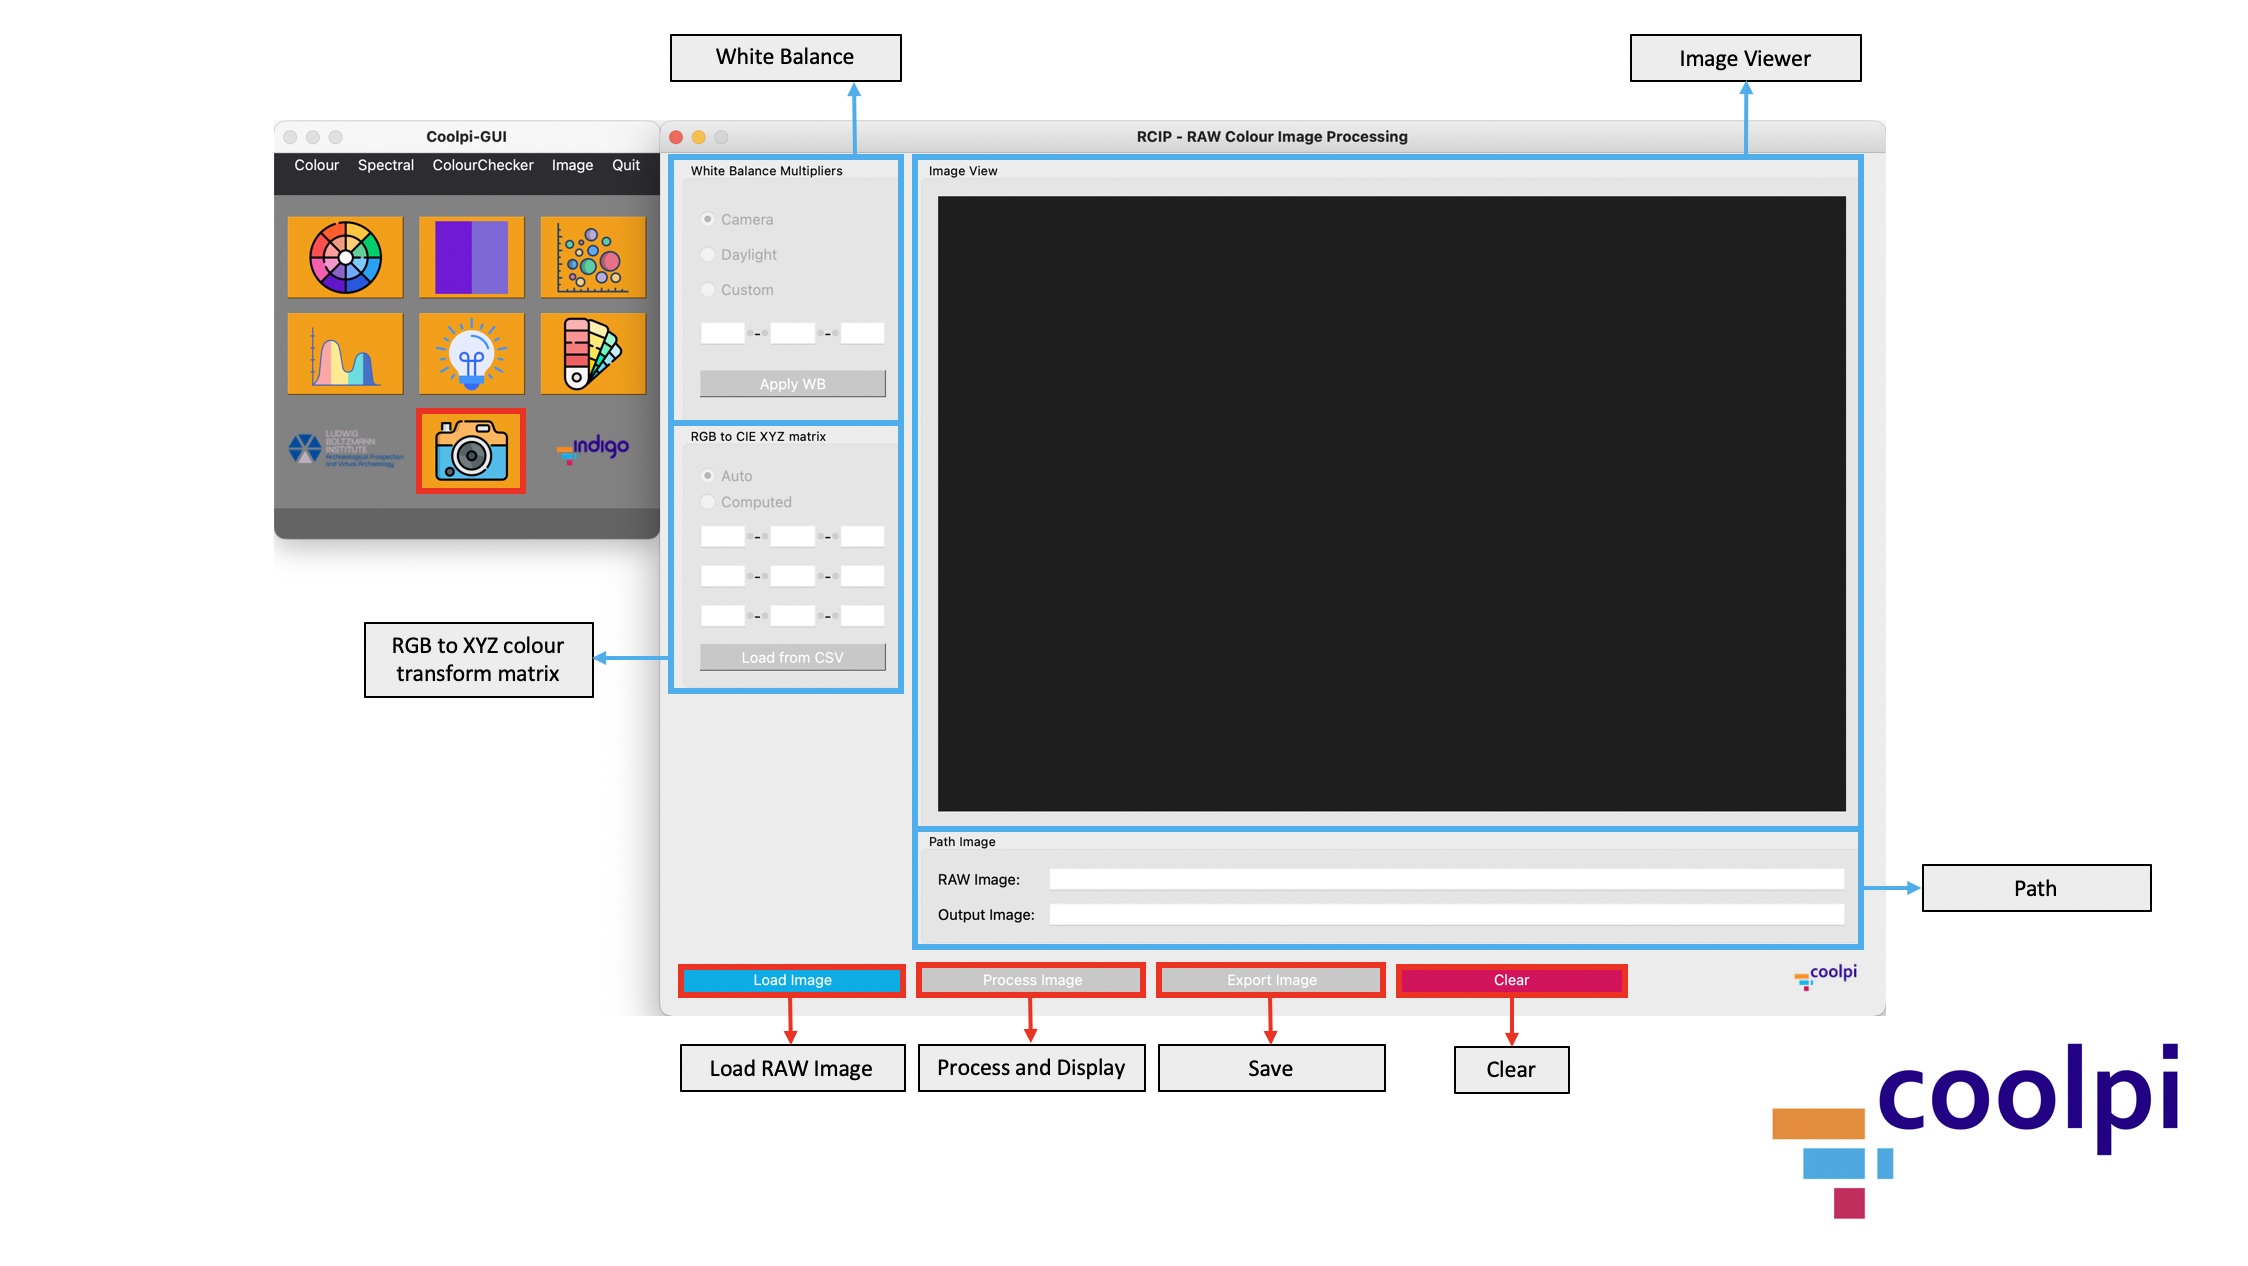 White Balance
Image Viewer
Coolpi-GUI
Colour Spectral ColourChecker Image Quit
LUDWIG
BOLTZMANN
INSTITUTE
Archaeological Prospection
and Virtual Archaeology
indigo
RCIP - RAW Colour Image Processing
White Balance Multipliers
Camera
Daylight
Custom
- -
Apply WB
RGB to CIE XYZ matrix
Auto
Computed
- -
- -
- -
Load from CSV
Image View
Path Image
RAW Image:
Output Image:
RGB to XYZ colour
transform matrix
Path
Load Image
Process Image
Export Image
Clear
coolpi
Load RAW Image
Process and Display
Save
Clear
coolpi